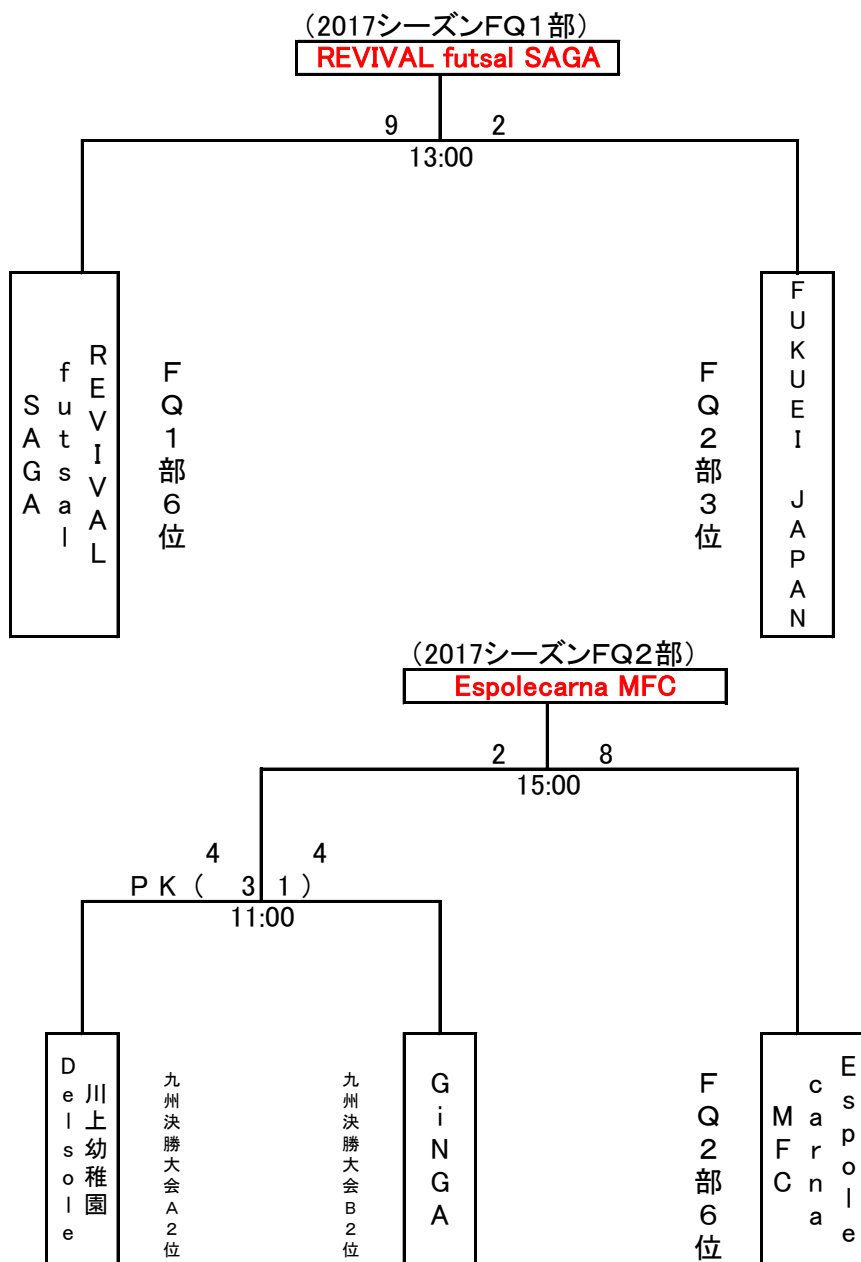 (2017シーズンFQ1部)
REVIVAL futsal SAGA
9 2
13:00
REVIVAL
futsal
SAGA
FQ1部6位
FQ2部3位
FUKUEI JAPAN
(2017シーズンFQ2部)
Espolecarna MFC
2 8
15:00
4 4
PK( 3 1)
11:00
川上幼稚園
Delsole
九州決勝大会A2位
九州決勝大会B2位
GiNGA
FQ2部6位
Espole
carna
MFC